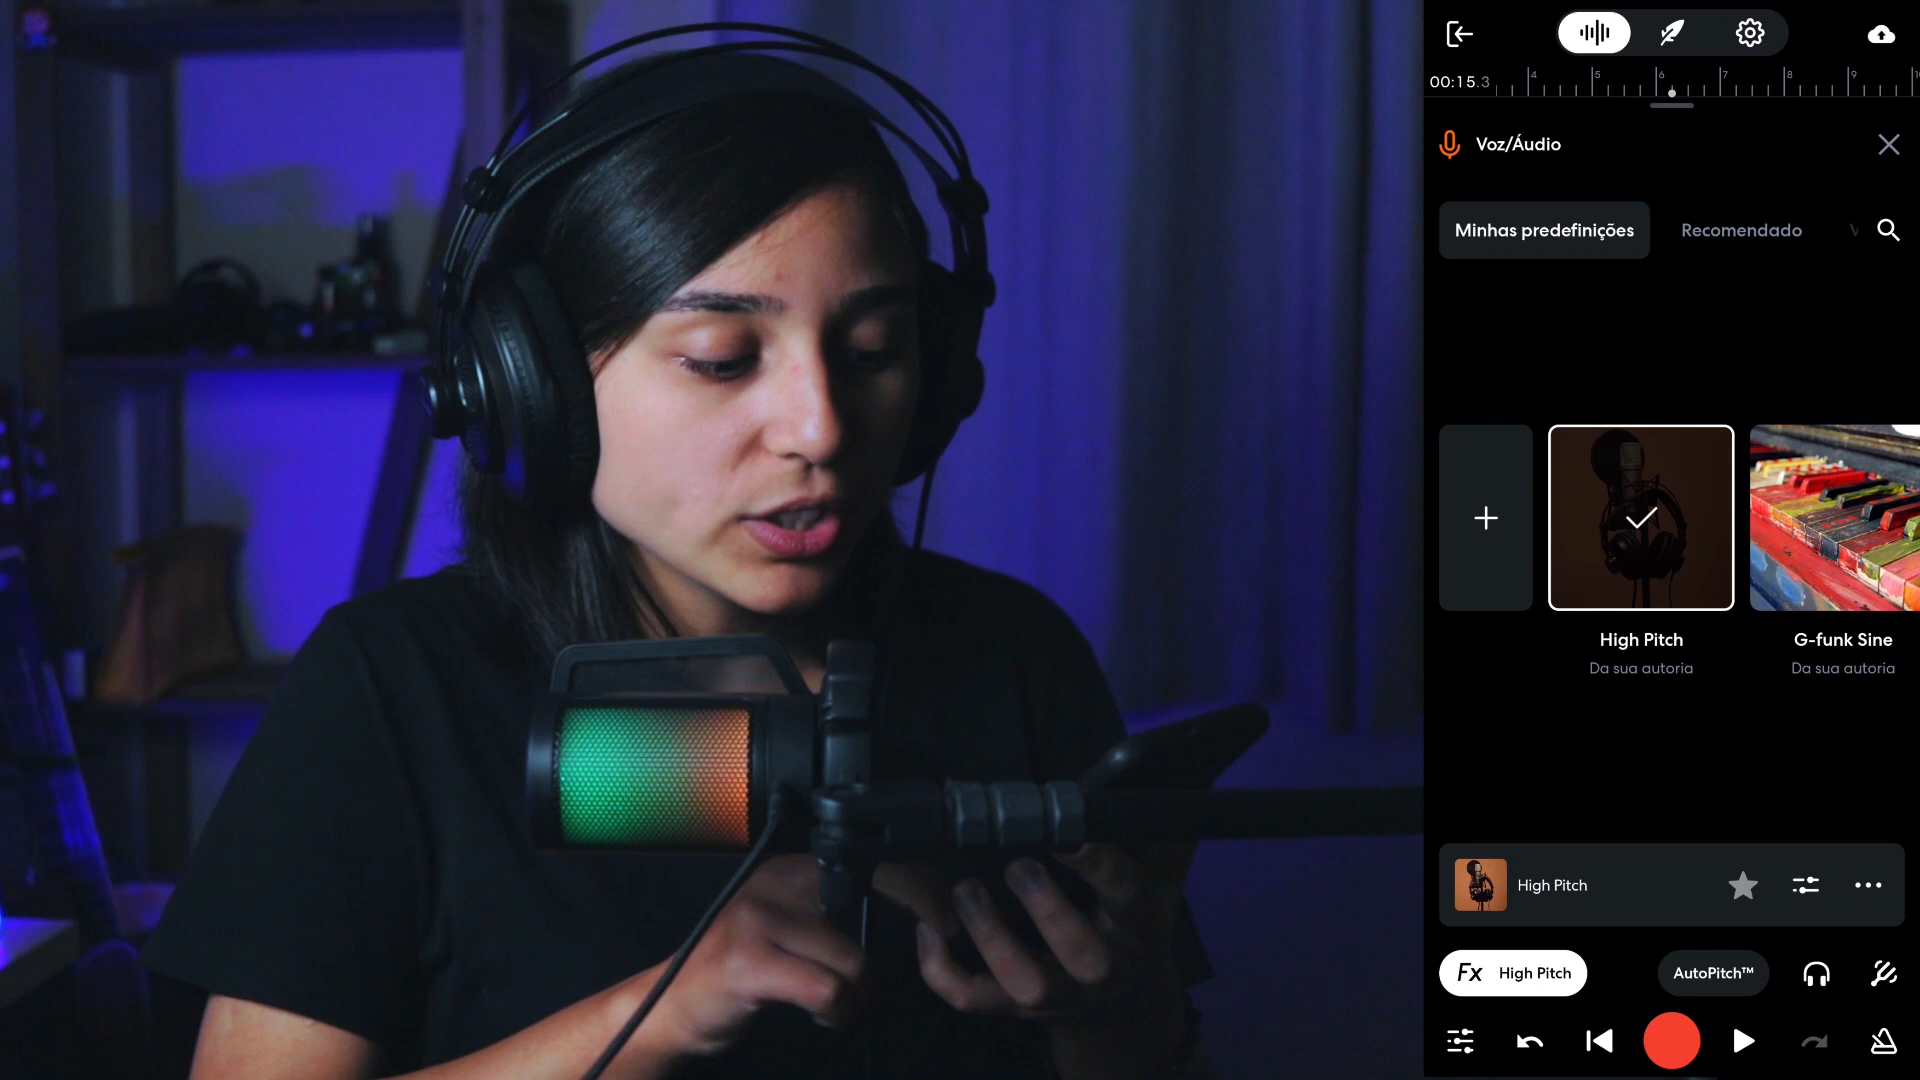 00:15.3
4 5 6 7 8 9
Voz/Áudio
Minhas predefinições Recomendado
High Pitch G-funk Sine
Da sua autoria Da sua autoria
High Pitch
Fx High Pitch AutoPitch™